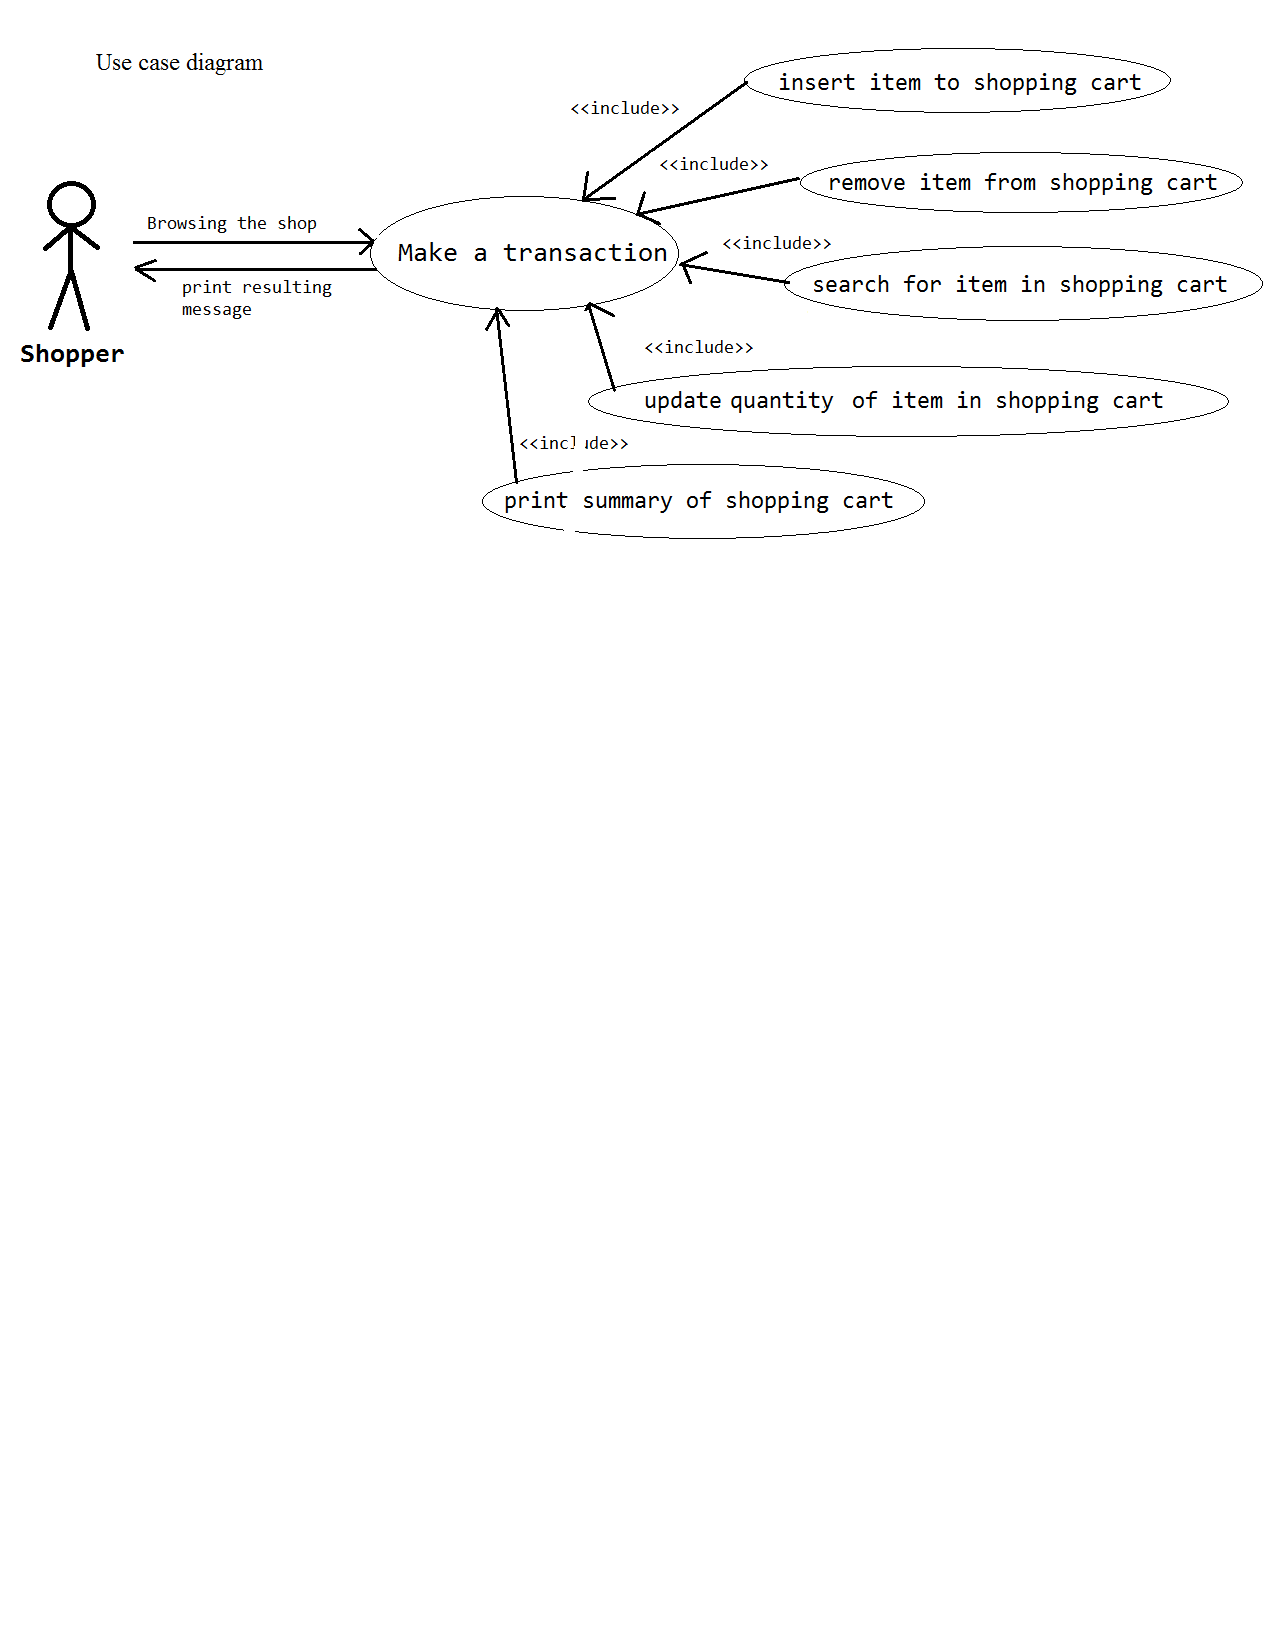 Use case diagram
insert item to shopping cart
<<include>>
<<include>>
remove item from shopping cart
Browsing the shop
Make a transaction
<<include>>
search for item in shopping cart
print resulting
message
Shopper
<<include>>
update quantity of item in shopping cart
<<include>>
print summary of shopping cart